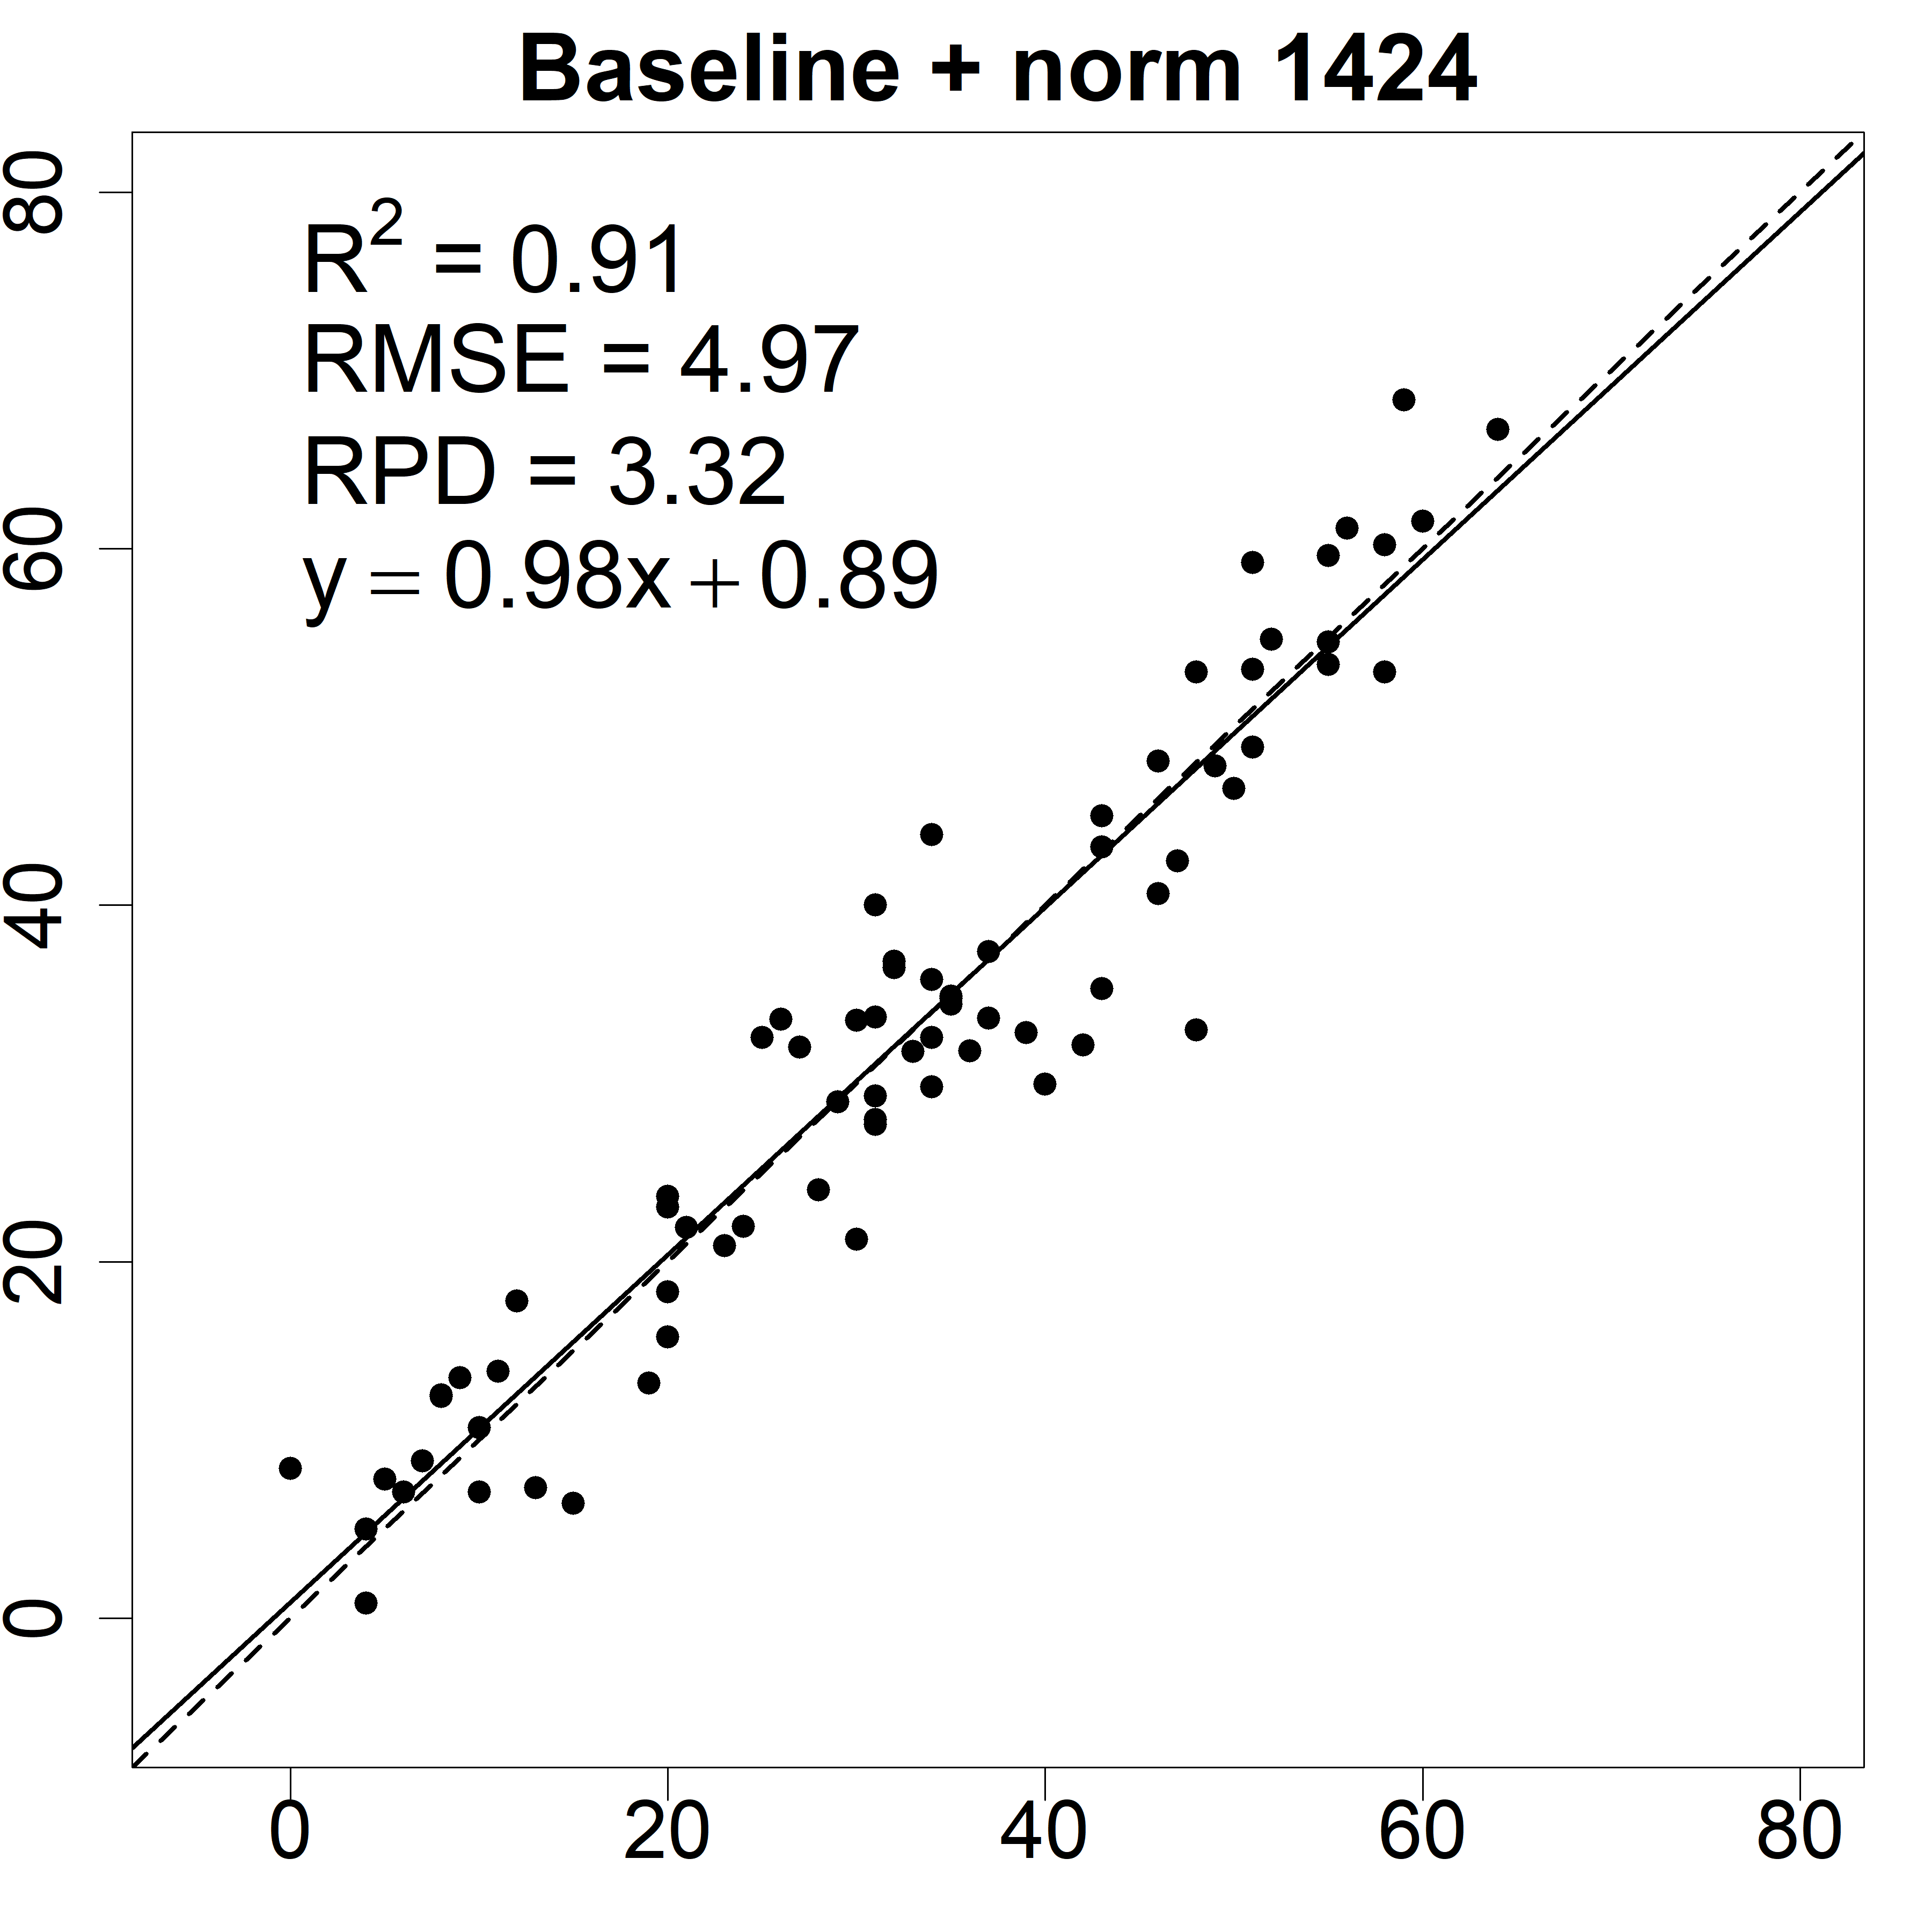 Baseline + norm 1424
R² = 0.91
RMSE = 4.97
RPD = 3.32
y = 0.98x + 0.89
80
60
40
20
0
0 20 40 60 80